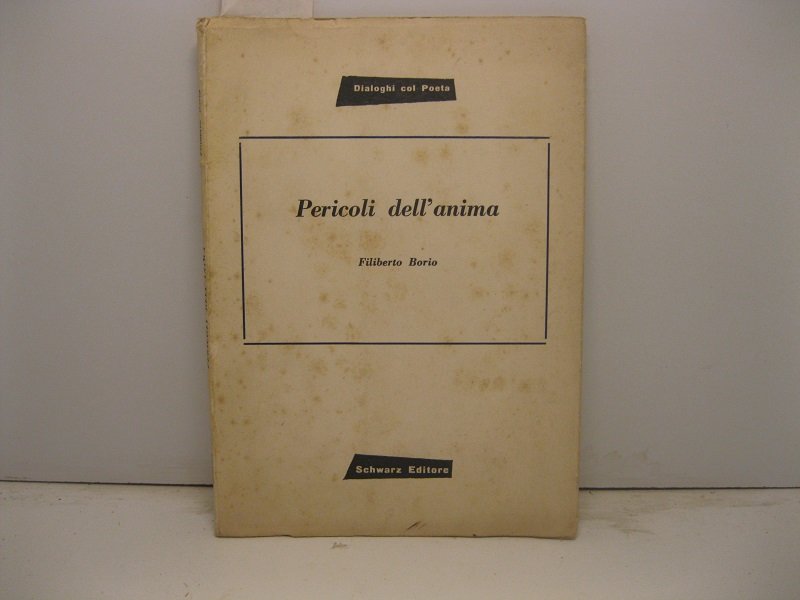 Dialoghi col Poeta
Pericoli dell'anima
Filiberto Borio
Schwarz Editore